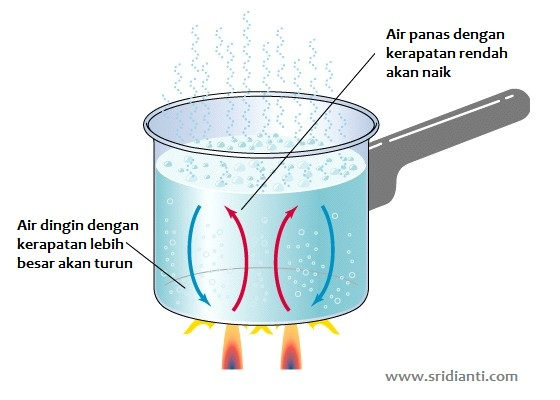 Air panas dengan
kerapatan rendah
akan naik
Air dingin dengan
kerapatan lebih
besar akan turun
www.sridianti.com